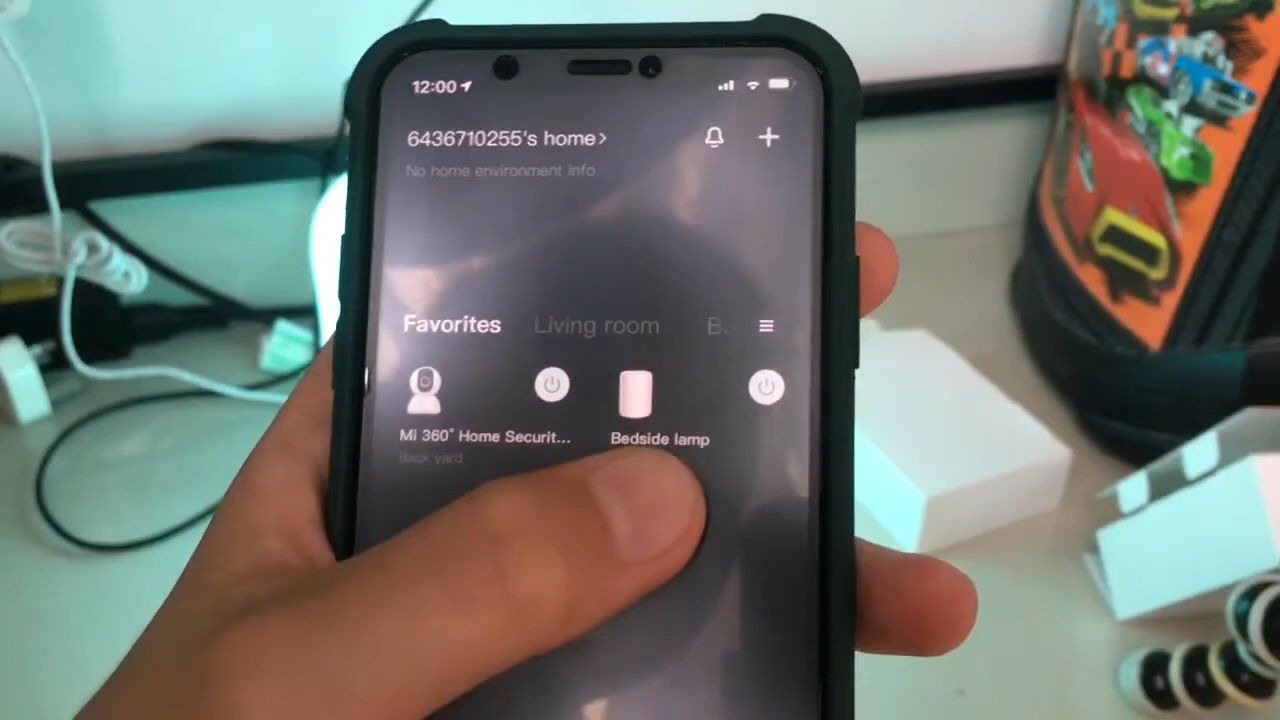 12:00
6436710255's home>
No home environment Info
Favorites Living room
Mi 360° Home Securit... Bedside lamp
Back yard